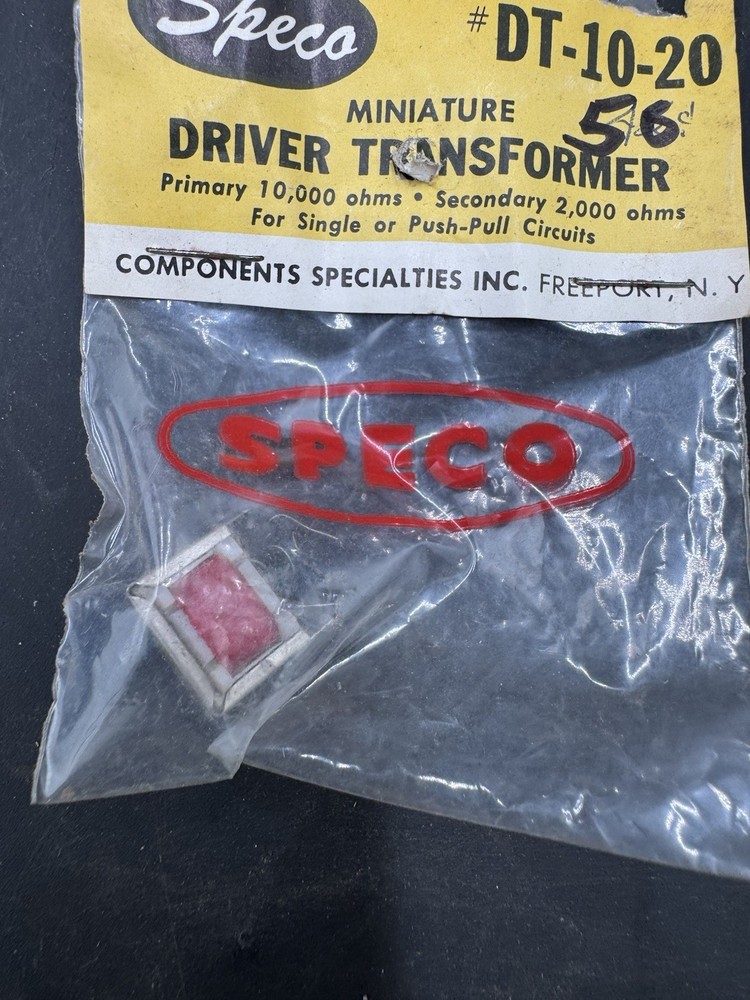 Speco
#DT-10-20
MINIATURE
56
DRIVER TRANSFORMER
Primary 10,000 ohms • Secondary 2,000 ohms
For Single or Push-Pull Circuits
COMPONENTS SPECIALTIES INC. FREEPORT, N. Y
SPECO